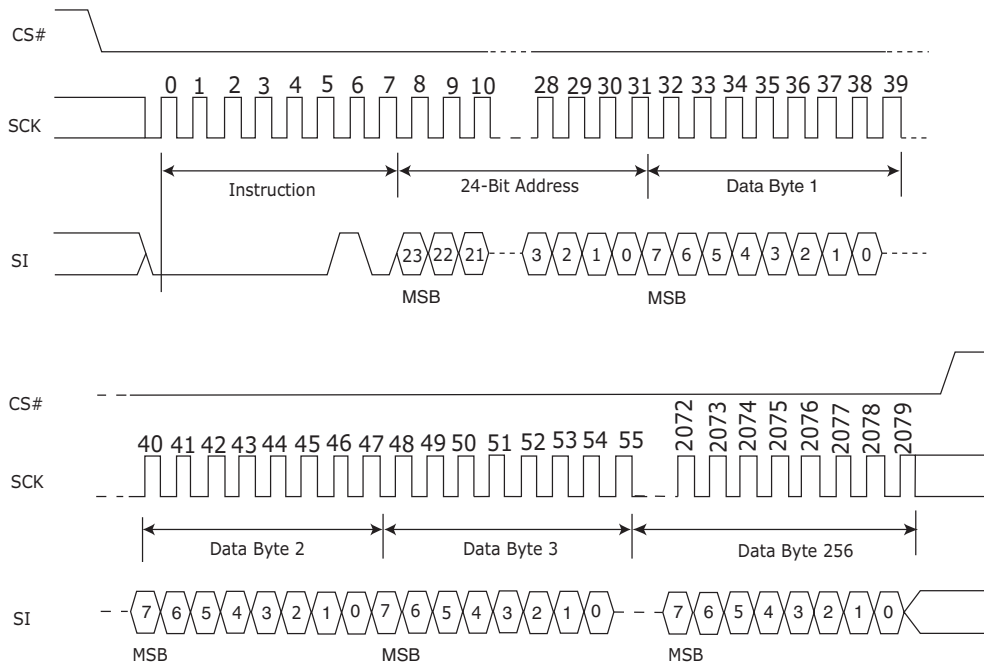 CS#
0 1 2 3 4 5 6 7 8 9 10 28 29 30 31 32 33 34 35 36 37 38 39
SCK
Instruction 24-Bit Address Data Byte 1
SI 23 22 21 3 2 1 0 7 6 5 4 3 2 1 0
MSB MSB
CS#
40 41 42 43 44 45 46 47 48 49 50 51 52 53 54 55 2072 2073 2074 2075 2076 2077 2078 2079
SCK
Data Byte 2 Data Byte 3 Data Byte 256
SI 7 6 5 4 3 2 1 0 7 6 5 4 3 2 1 0 7 6 5 4 3 2 1 0
MSB MSB MSB